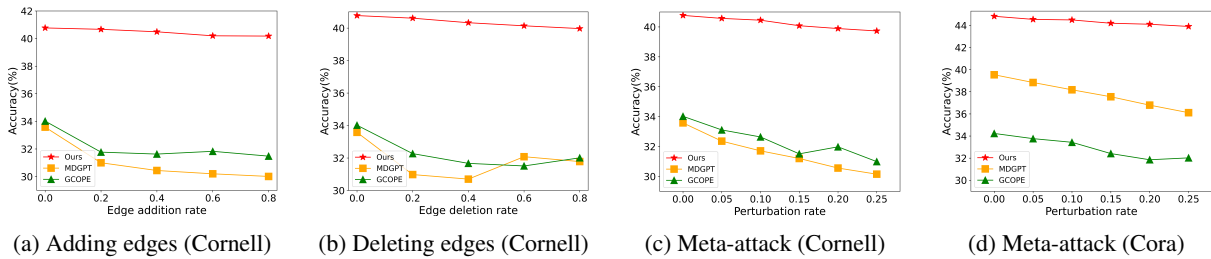 42
40
38
36
34
32
30
Accuracy(%)
Ours
MDGPT
GCOPE
0.0 0.2 0.4 0.6 0.8
Edge addition rate
(a) Adding edges (Cornell)
40
38
36
34
32
30
Accuracy(%)
Ours
MDGPT
GCOPE
0.0 0.2 0.4 0.6 0.8
Edge deletion rate
(b) Deleting edges (Cornell)
40
38
36
34
32
30
Accuracy(%)
Ours
MDGPT
GCOPE
0.00 0.05 0.10 0.15 0.20 0.25
Perturbation rate
(c) Meta-attack (Cornell)
44
42
40
38
36
34
32
30
Accuracy(%)
Ours
MDGPT
GCOPE
0.00 0.05 0.10 0.15 0.20 0.25
Perturbation rate
(d) Meta-attack (Cora)